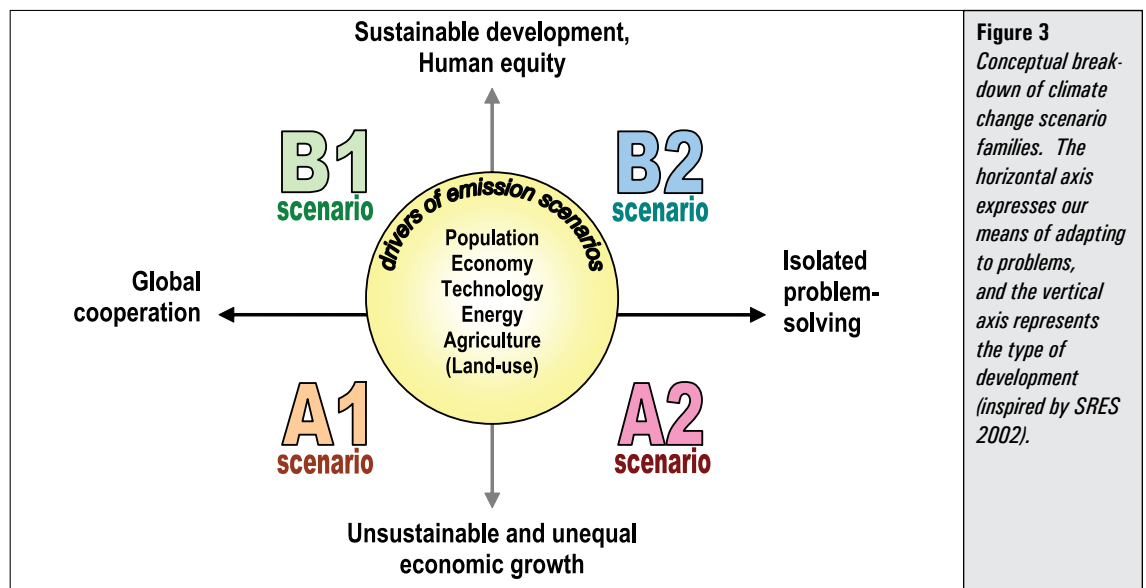 Sustainable development,
Human equity
B1
scenario
B2
scenario
drivers of emission scenarios
Population
Economy
Technology
Energy
Agriculture
(Land-use)
Global
cooperation
Isolated
problem-
solving
A1
scenario
A2
scenario
Unsustainable and unequal
economic growth
Figure 3
Conceptual break-
down of climate
change scenario
families. The
horizontal axis
expresses our
means of adapting
to problems,
and the vertical
axis represents
the type of
development
(inspired by SRES
2002).